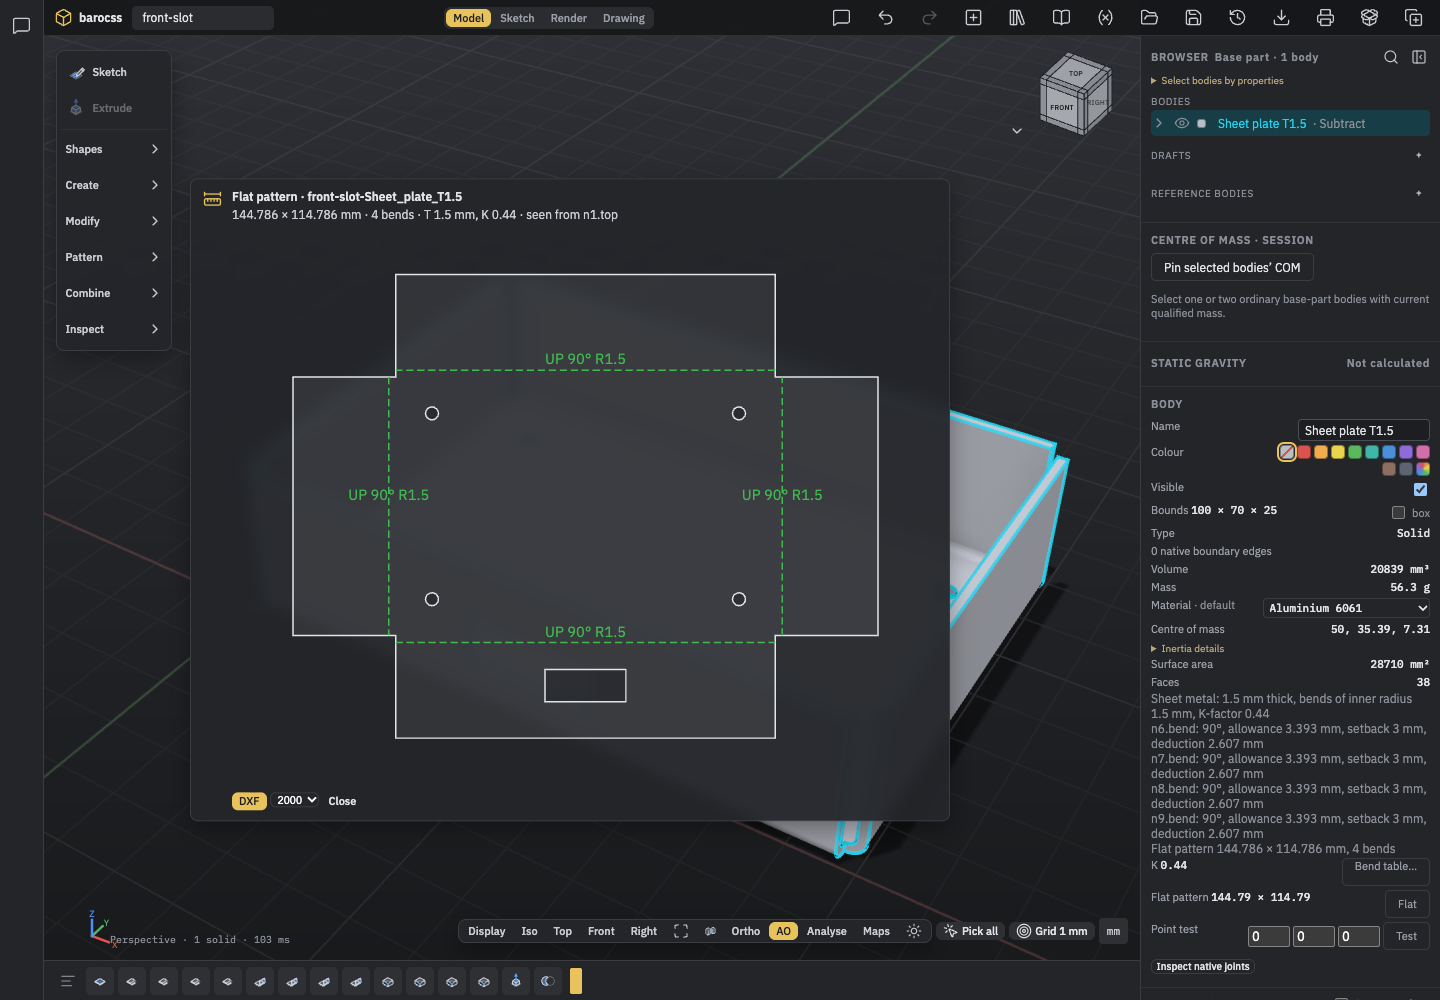 barocss
front-slot
Model
Sketch
Render
Drawing
Sketch
Extrude
Shapes
Create
Modify
Pattern
Combine
Inspect
TOP
FRONT
RIGHT
Flat pattern · front-slot-Sheet_plate_T1.5
144.786 × 114.786 mm · 4 bends · T 1.5 mm, K 0.44 · seen from n1.top
UP 90° R1.5
UP 90° R1.5
UP 90° R1.5
UP 90° R1.5
DXF
2000
Close
BROWSER Base part · 1 body
Select bodies by properties
BODIES
Sheet plate T1.5 · Subtract
DRAFTS
+
REFERENCE BODIES
+
CENTRE OF MASS · SESSION
Pin selected bodies’ COM
Select one or two ordinary base-part bodies with current
qualified mass.
STATIC GRAVITY Not calculated
BODY
Name Sheet plate T1.5
Colour
Visible
Bounds 100 × 70 × 25 box
Type Solid
0 native boundary edges
Volume 20839 mm³
Mass 56.3 g
Material · default Aluminium 6061
Centre of mass 50, 35.39, 7.31
Inertia details
Surface area 28710 mm²
Faces 38
Sheet metal: 1.5 mm thick, bends of inner radius
1.5 mm, K-factor 0.44
n6.bend: 90°, allowance 3.393 mm, setback 3 mm,
deduction 2.607 mm
n7.bend: 90°, allowance 3.393 mm, setback 3 mm,
deduction 2.607 mm
n8.bend: 90°, allowance 3.393 mm, setback 3 mm,
deduction 2.607 mm
n9.bend: 90°, allowance 3.393 mm, setback 3 mm,
deduction 2.607 mm
Flat pattern 144.786 × 114.786 mm, 4 bends
K 0.44 Bend table...
Flat pattern 144.79 × 114.79 Flat
Point test 0 0 0 Test
Inspect native joints
Z
Y
X
Perspective · 1 solid · 103 ms
Display
Iso
Top
Front
Right
Ortho
AO
Analyse
Maps
Pick all
Grid 1 mm
mm